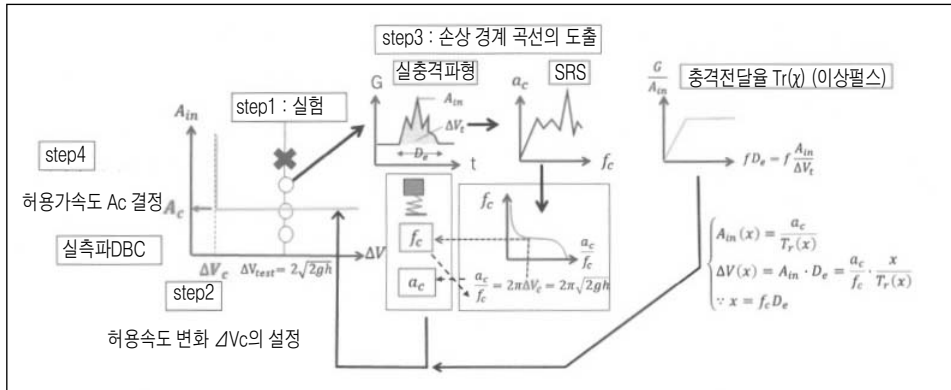 step3 : 손상 경계 곡선의 도출
실충격파형
SRS
충격전달율 Tr(χ) (이상펄스)
step1 : 실험
G
A_in
ΔV_t
D_e
t
a_c
f_c
G/A_in
f D_e = f A_in/ΔV_t
A_in
step4
허용가속도 Ac 결정
A_c
실측파DBC
ΔV_c
ΔV_test = 2√2gh
ΔV
step2
허용속도 변화 ⊿Vc의 설정
f_c
a_c
f_c
a_c/f_c
a_c/f_c = 2πΔV_c = 2π√2gh
A_in(x) = a_c/T_r(x)
ΔV(x) = A_in · D_e = a_c/f_c · x/T_r(x)
∵ x = f_c D_e